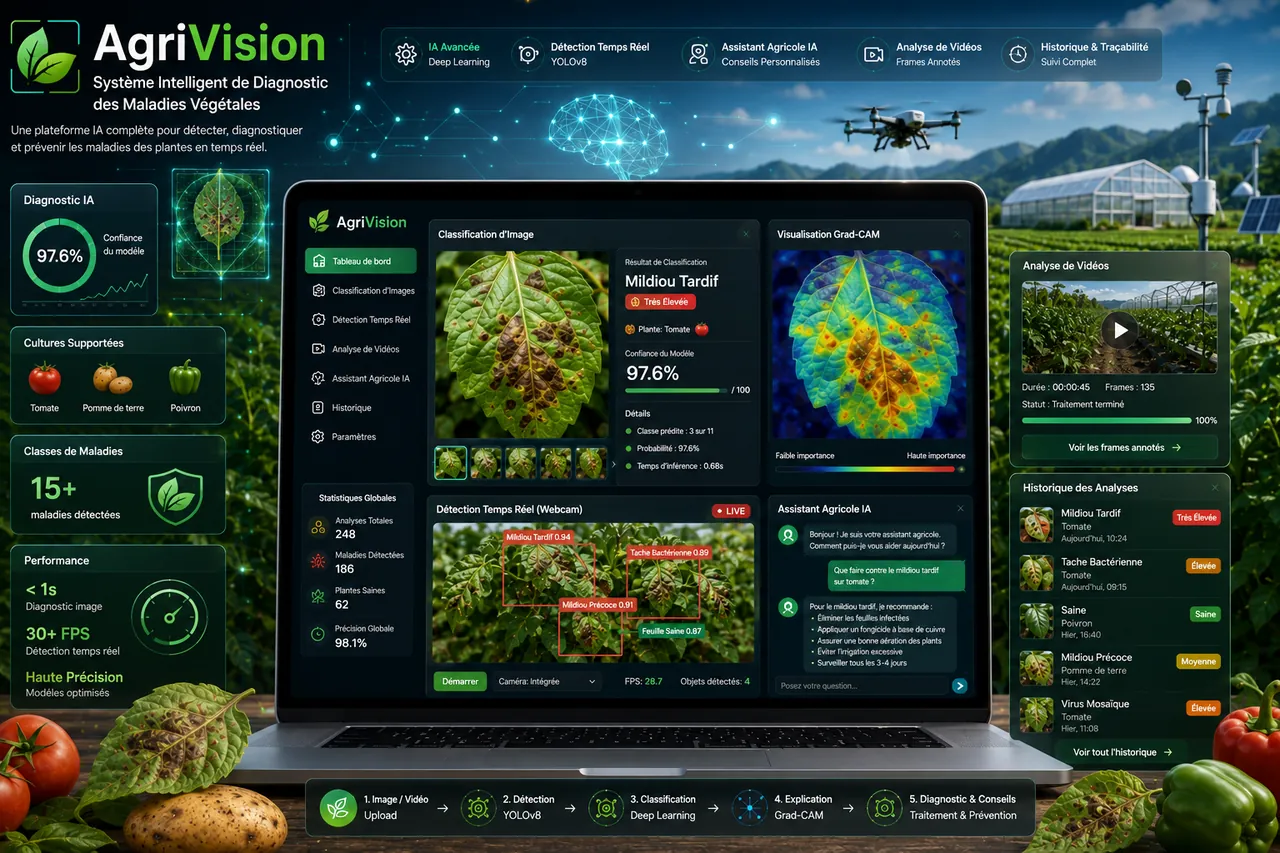 AgriVision
Système Intelligent de Diagnostic
des Maladies Végétales
Une plateforme IA complète pour détecter, diagnostiquer
et prévenir les maladies des plantes en temps réel.
IA Avancée
Deep Learning
Détection Temps Réel
YOLOv8
Assistant Agricole IA
Conseils Personnalisés
Analyse de Vidéos
Frames Annotés
Historique & Traçabilité
Suivi Complet
Diagnostic IA
97.6%
Confiance
du modèle
Cultures Supportées
Tomate
Pomme de terre
Poivron
Classes de Maladies
15+
maladies détectées
Performance
< 1s
Diagnostic image
30+ FPS
Détection temps réel
Haute Précision
Modèles optimisés
AgriVision
Tableau de bord
Classification d'Images
Détection Temps Réel
Analyse de Vidéos
Assistant Agricole IA
Historique
Paramètres
Statistiques Globales
Analyses Totales
248
Maladies Détectées
186
Plantes Saines
62
Précision Globale
98.1%
Classification d'Image
Résultat de Classification
Mildiou Tardif
Trés Élevée
Plante: Tomate
Confiance du Modèle
97.6%
/ 100
Détails
Classe prédite : 3 sur 11
Probabilité : 97.6%
Temps d'inférence : 0.68s
Visualisation Grad-CAM
Faible importance
Haute importance
Détection Temps Réel (Webcam)
LIVE
Mildiou Tardif 0.94
Tache Bactérienne 0.89
Mildiou Précoce 0.91
Feuille Saine 0.87
Démarrer
Caméra: Intégrée
FPS: 28.7
Objets détectés: 4
Assistant Agricole IA
Bonjour ! Je suis votre assistant agricole.
Comment puis-je vous aider aujourd'hui ?
Que faire contre le mildiou tardif
sur tomate ?
Pour le mildiou tardif, je recommande :
• Éliminer les feuilles infectées
• Appliquer un fongicide à base de cuivre
• Assurer une bonne aération des plants
• Éviter l'irrigation excessive
• Surveiller tous les 3-4 jours
Posez votre question...
Analyse de Vidéos
Durée : 00:00:45
Frames : 135
Statut : Traitement terminé
100%
Voir les frames annotés →
Historique des Analyses
Mildiou Tardif
Tomate
Aujourd'hui, 10:24
Trés Élevée
Tache Bactérienne
Tomate
Aujourd'hui, 09:15
Élevée
Saine
Poivron
Hier, 16:40
Saine
Mildiou Précoce
Pomme de terre
Hier, 14:22
Moyenne
Virus Mosaïque
Tomate
Hier, 11:08
Élevée
Voir tout l'historique →
1. Image / Vidéo
Upload
→
2. Détection
YOLOv8
→
3. Classification
Deep Learning
→
4. Explication
Grad-CAM
→
5. Diagnostic & Conseils
Traitement & Prévention